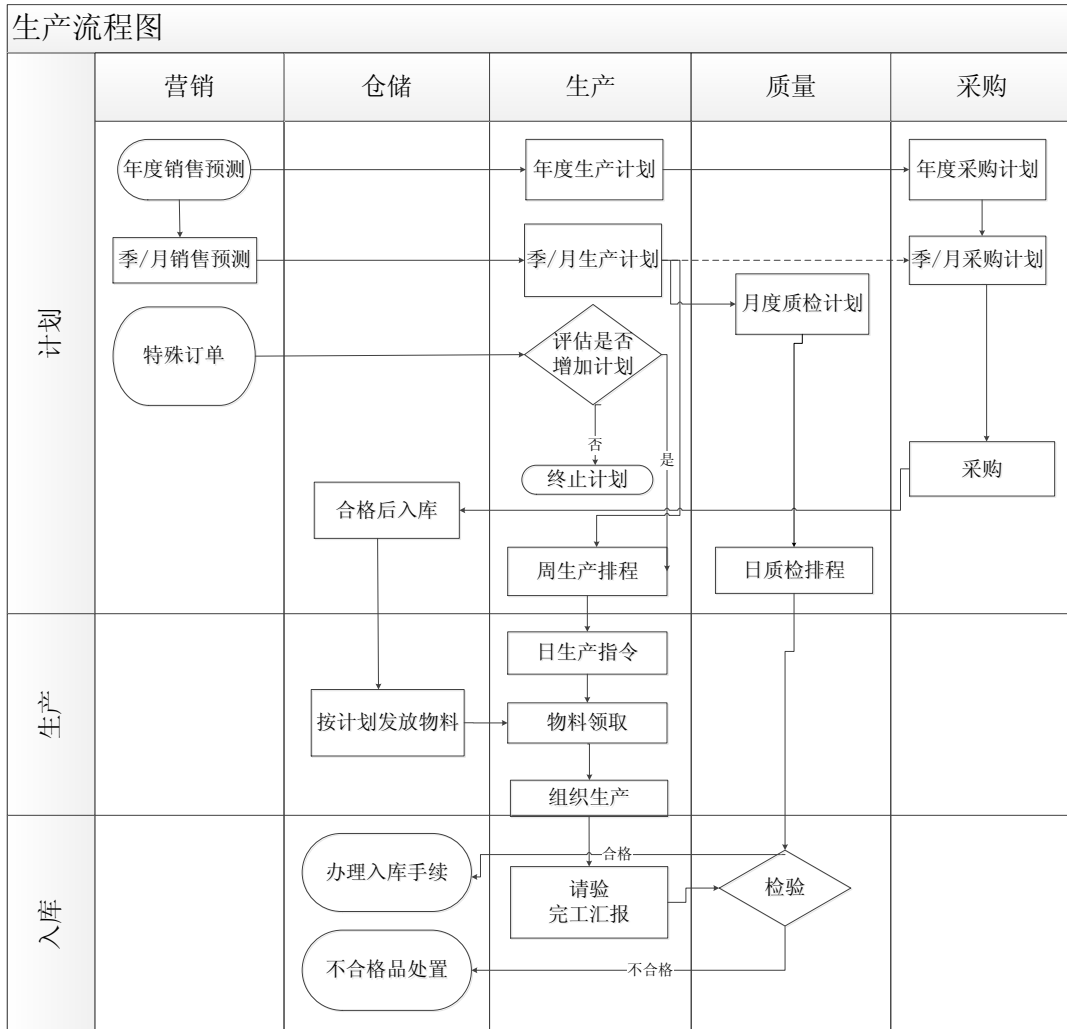 生产流程图
营销
仓储
生产
质量
采购
计划
年度销售预测
年度生产计划
年度采购计划
季/月销售预测
季/月生产计划
季/月采购计划
月度质检计划
特殊订单
评估是否
增加计划
否
是
终止计划
采购
合格后入库
周生产排程
日质检排程
生产
日生产指令
按计划发放物料
物料领取
组织生产
入库
合格
办理入库手续
请验
完工汇报
检验
不合格品处置
不合格